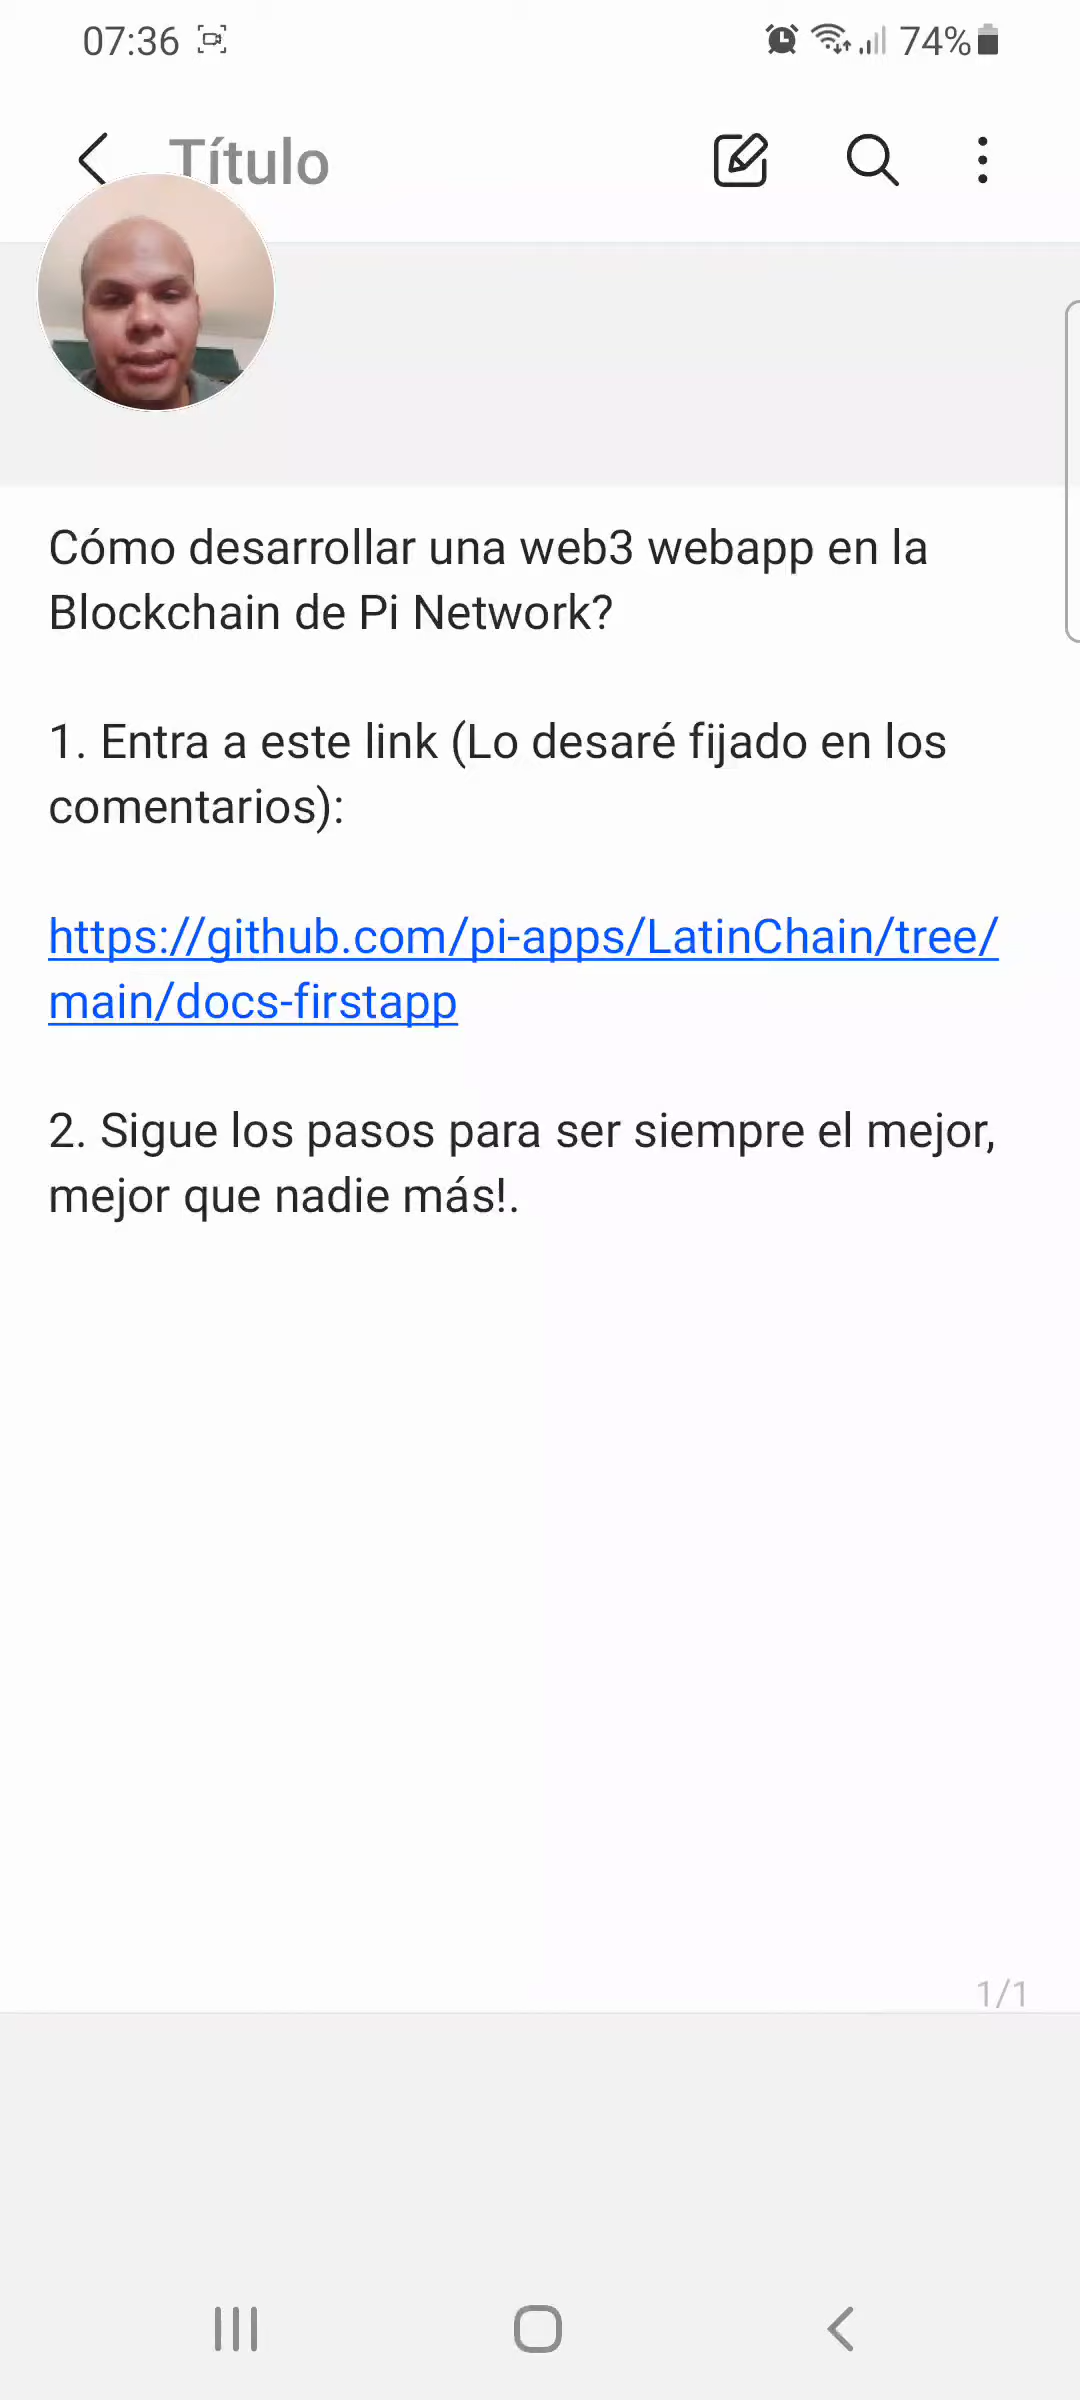 07:36
74%
Título
Cómo desarrollar una web3 webapp en la
Blockchain de Pi Network?
1. Entra a este link (Lo desaré fijado en los
comentarios):
https://github.com/pi-apps/LatinChain/tree/
main/docs-firstapp
2. Sigue los pasos para ser siempre el mejor,
mejor que nadie más!.
1/1